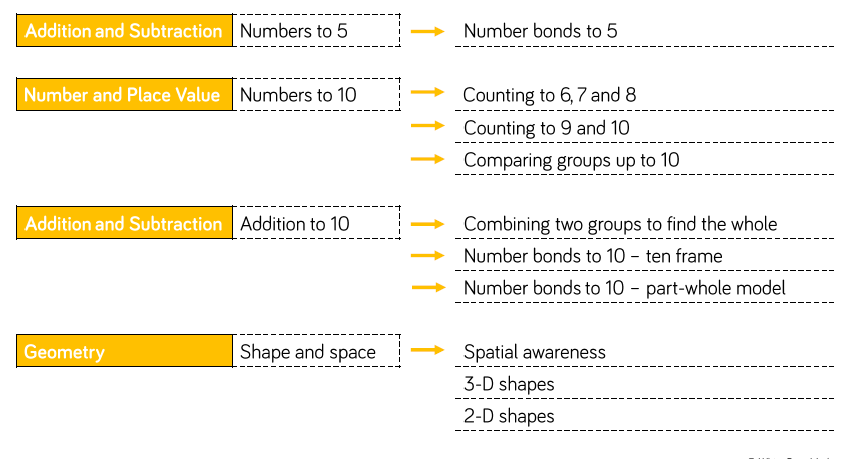 Addition and Subtraction Numbers to 5 Number bonds to 5
Number and Place Value Numbers to 10 Counting to 6, 7 and 8
Counting to 9 and 10
Comparing groups up to 10
Addition and Subtraction Addition to 10 Combining two groups to find the whole
Number bonds to 10 – ten frame
Number bonds to 10 – part-whole model
Geometry Shape and space Spatial awareness
3-D shapes
2-D shapes